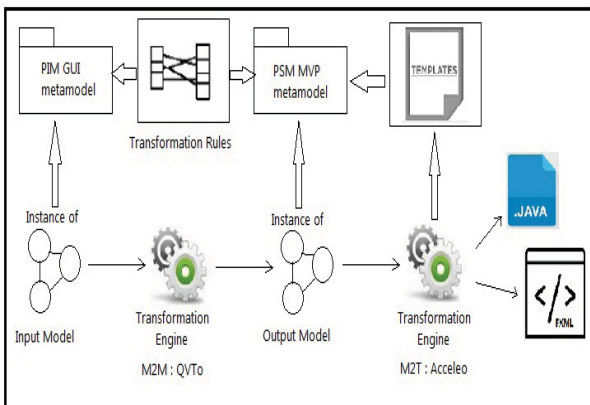 PIM GUI
metamodel
Transformation Rules
PSM MVP
metamodel
TEMPLATES
Instance of
Input Model
Transformation
Engine
M2M : QVTo
Instance of
Output Model
Transformation
Engine
M2T : Acceleo
.JAVA
</>
FXML